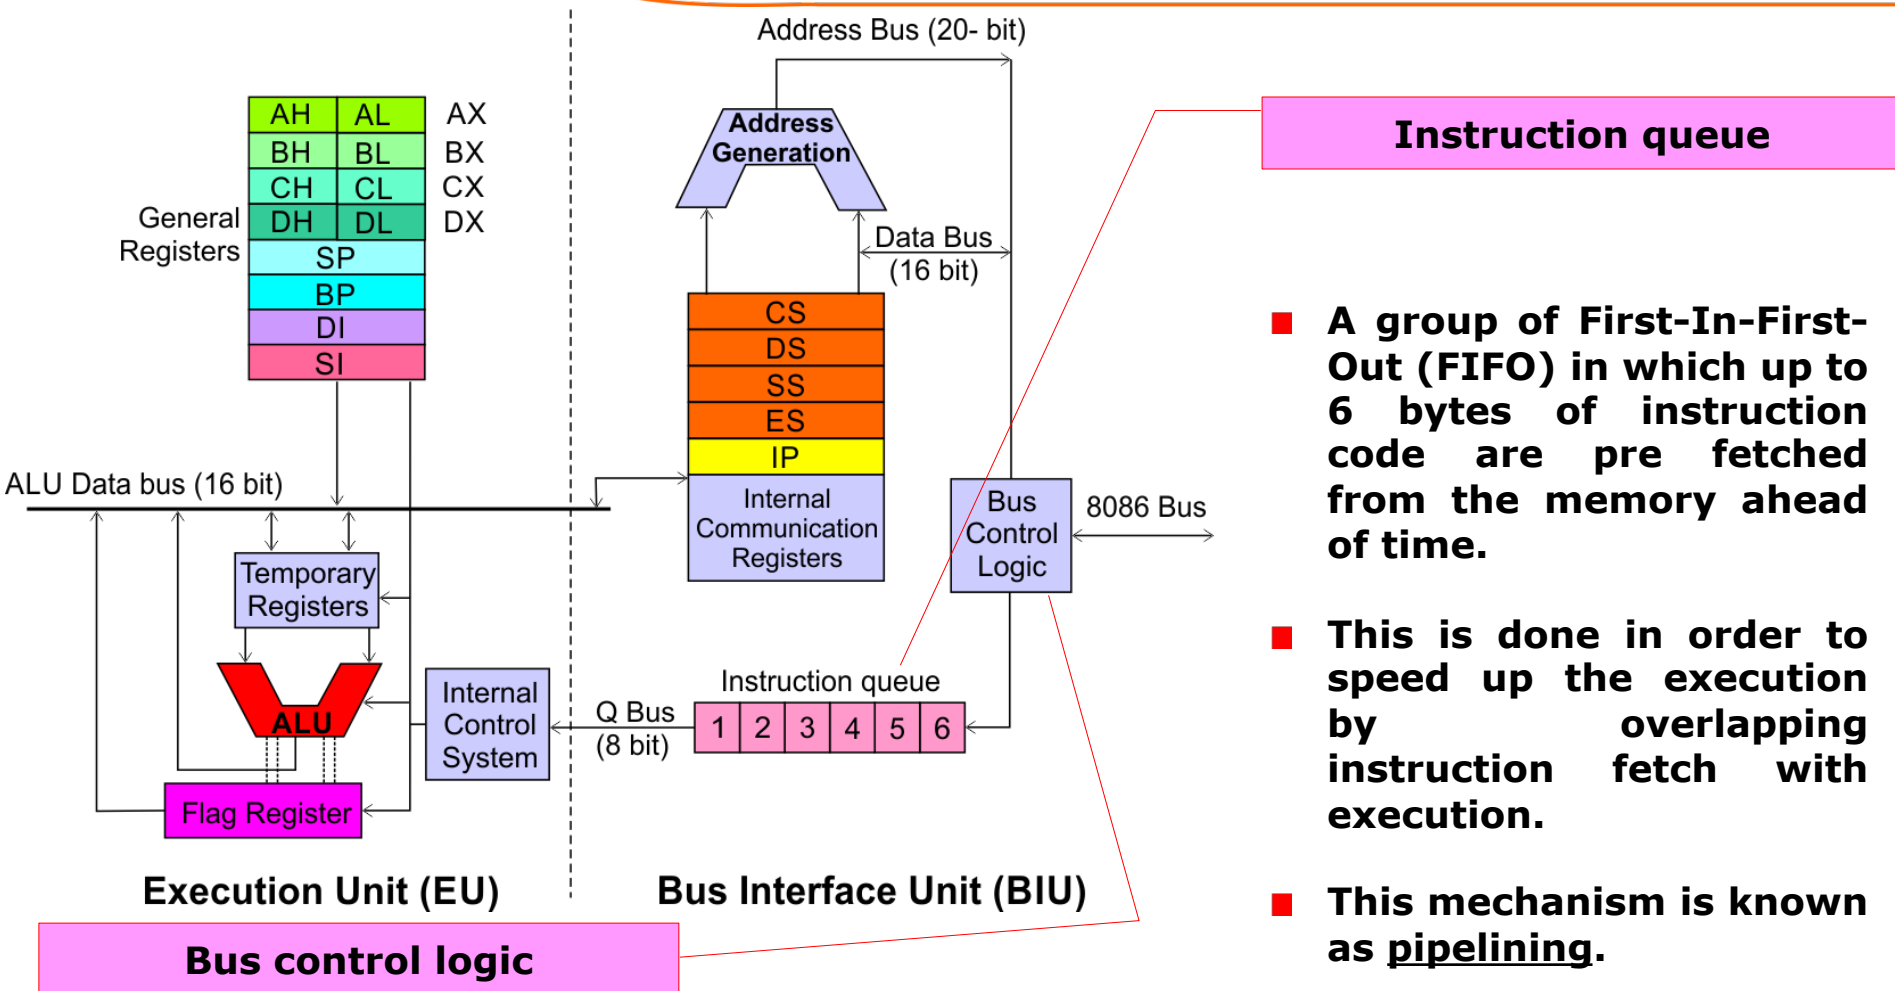 Address Bus (20- bit)
AH AL AX
BH BL BX
CH CL CX
DH DL DX
General
Registers
SP
BP
DI
SI
ALU Data bus (16 bit)
Temporary
Registers
ALU
Internal
Control
System
Flag Register
Execution Unit (EU)
Address
Generation
Data Bus
(16 bit)
CS
DS
SS
ES
IP
Internal
Communication
Registers
Bus
Control
Logic
8086 Bus
Instruction queue
Q Bus
(8 bit)
1 2 3 4 5 6
Bus Interface Unit (BIU)
Bus control logic
Instruction queue
A group of First-In-First-
Out (FIFO) in which up to
6 bytes of instruction
code are pre fetched
from the memory ahead
of time.
This is done in order to
speed up the execution
by overlapping
instruction fetch with
execution.
This mechanism is known
as pipelining.